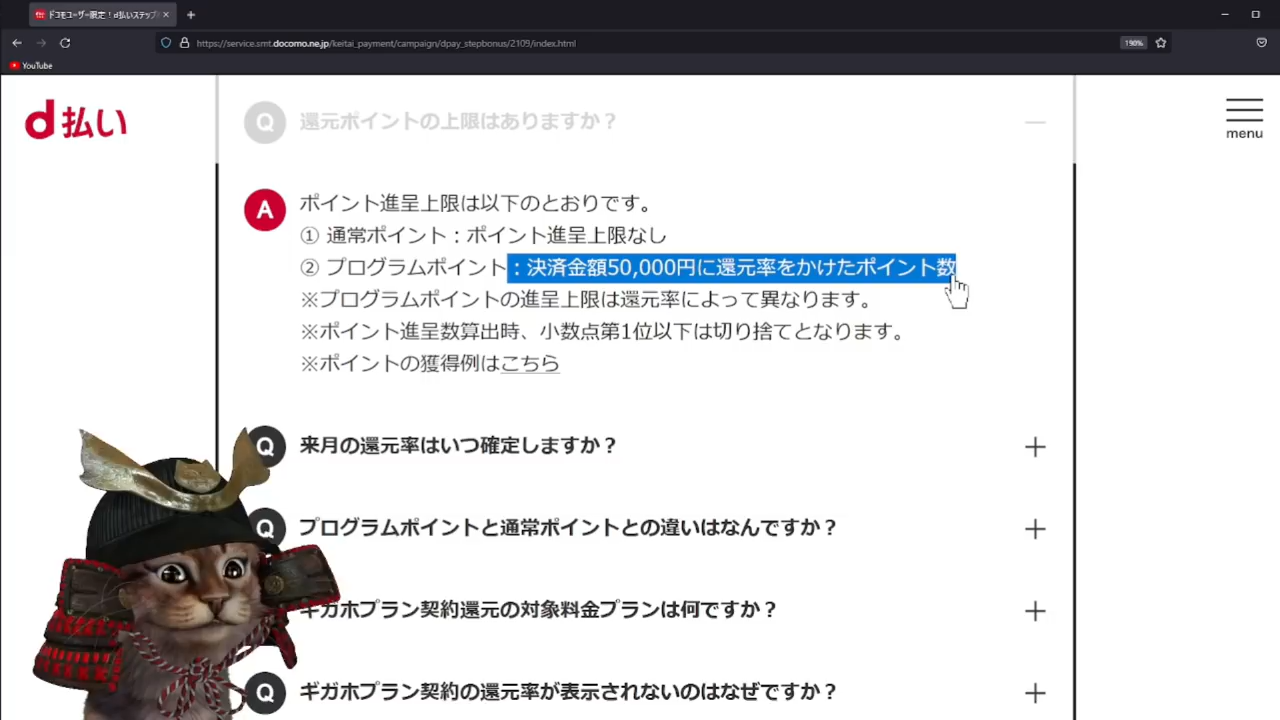 ドコモユーザー限定！d払いステップ
https://service.smt.docomo.ne.jp/keitai_payment/campaign/dpay_stepbonus/2109/index.html
190%
YouTube
d払い
menu
Q 還元ポイントの上限はありますか？
A ポイント進呈上限は以下のとおりです。
① 通常ポイント：ポイント進呈上限なし
② プログラムポイント：決済金額50,000円に還元率をかけたポイント数
※プログラムポイントの進呈上限は還元率によって異なります。
※ポイント進呈数算出時、小数点第1位以下は切り捨てとなります。
※ポイントの獲得例はこちら
Q 来月の還元率はいつ確定しますか？
Q プログラムポイントと通常ポイントとの違いはなんですか？
ギガホプラン契約還元の対象料金プランは何ですか？
Q ギガホプラン契約の還元率が表示されないのはなぜですか？